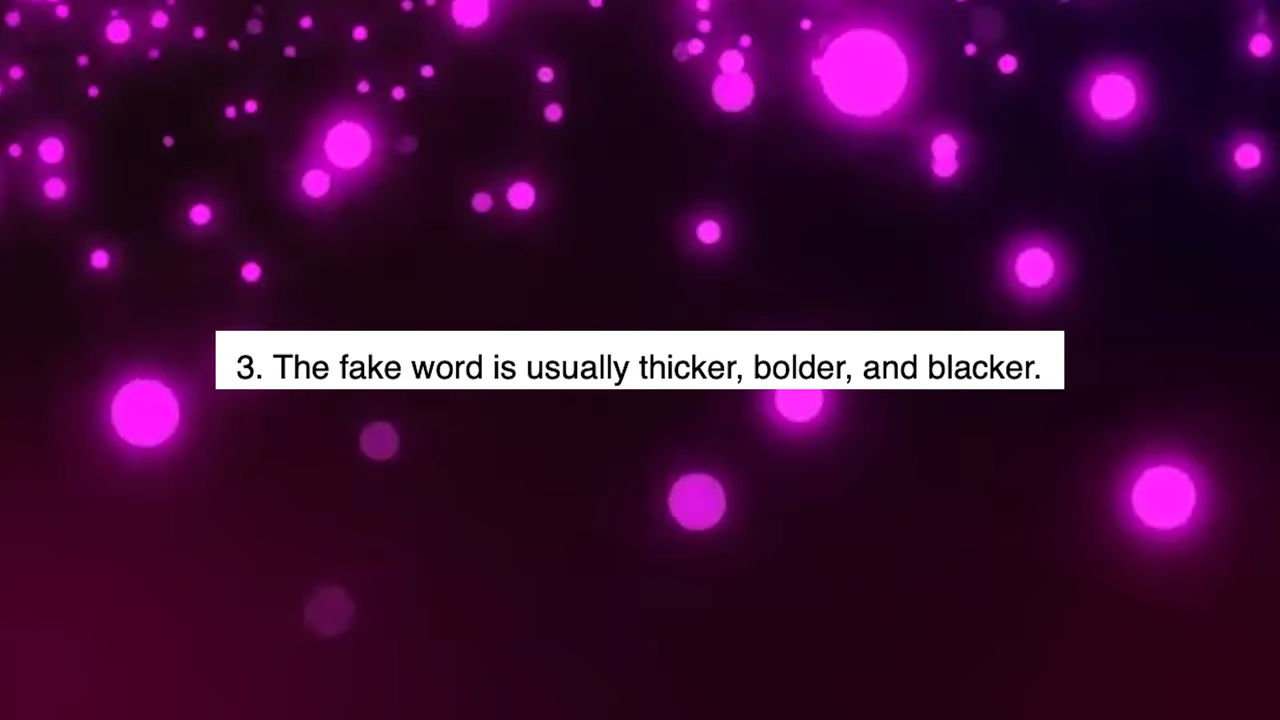 3. The fake word is usually thicker, bolder, and blacker.